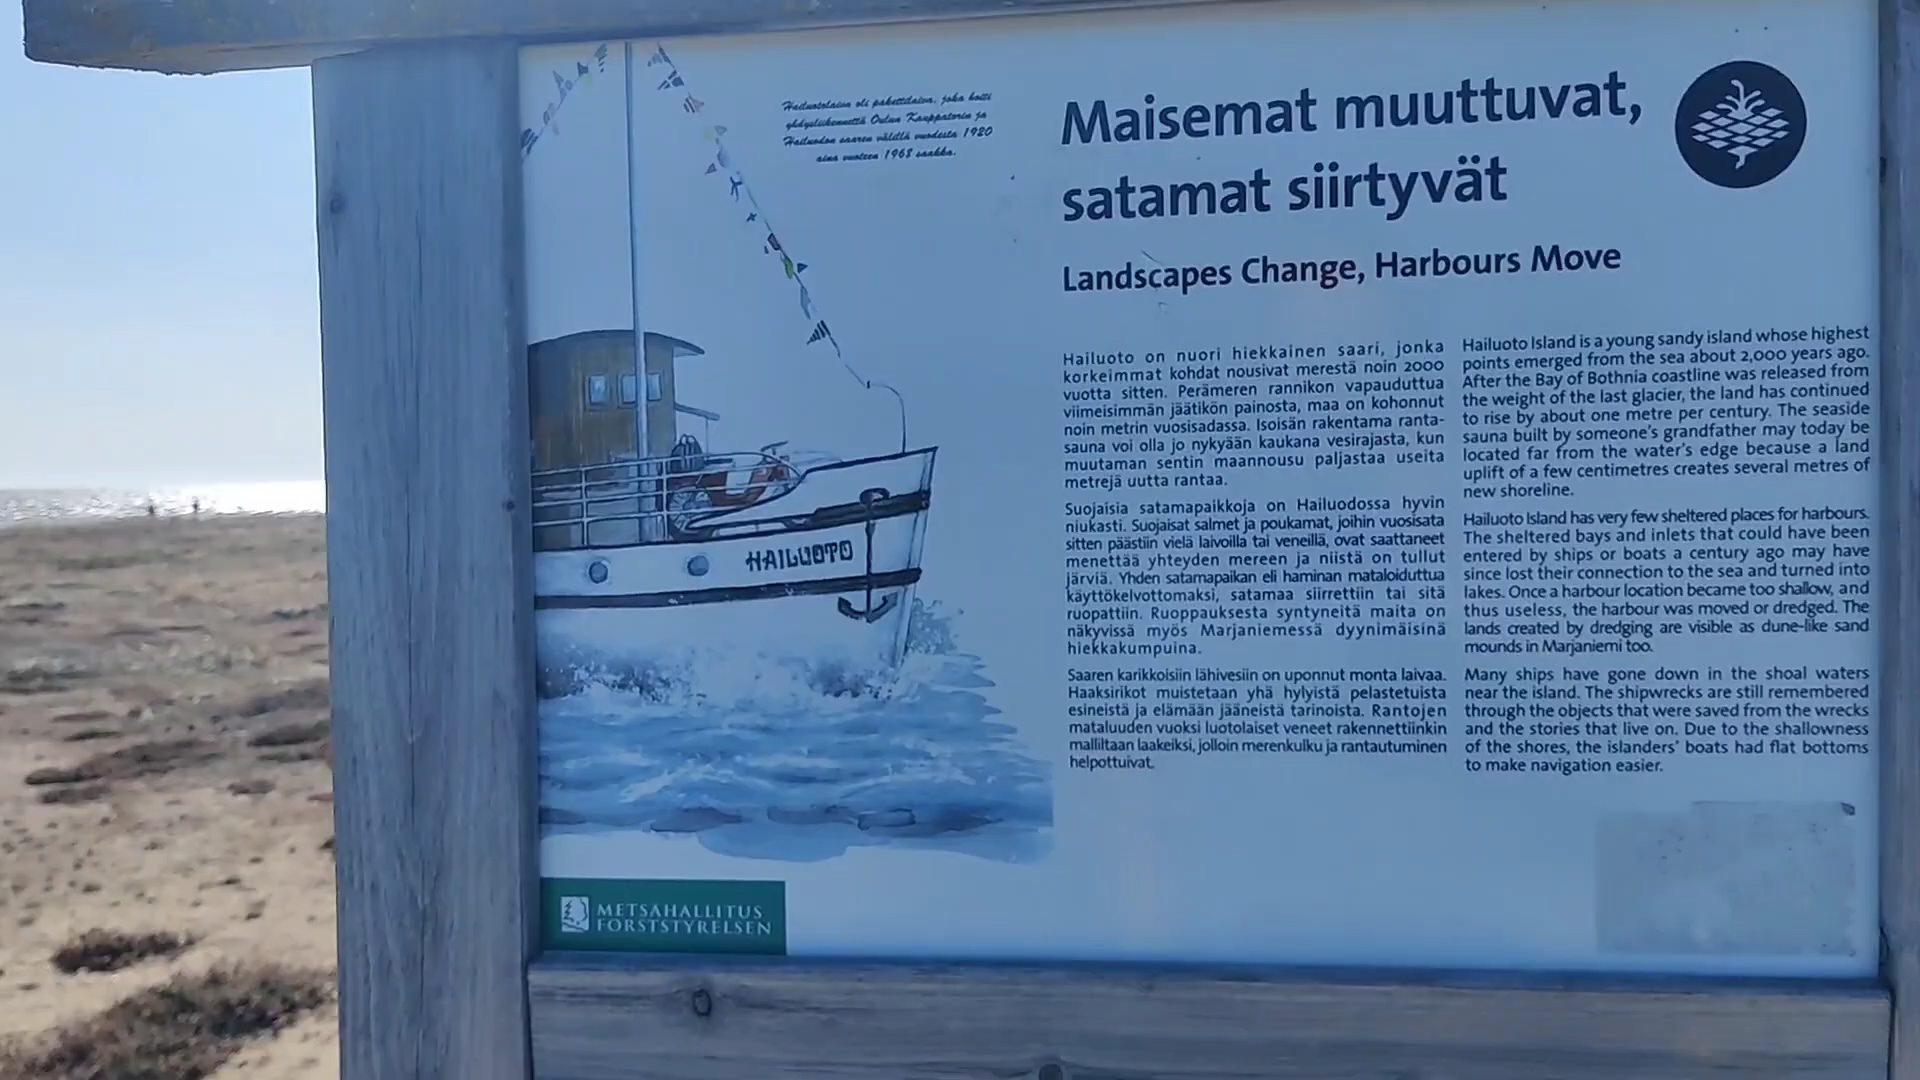 Hailuotolaiva oli pakettilaiva, joka hoiti
yhdysliikennettä Oulun Kauppatorin ja
Hailuodon saaren välillä vuodesta 1920
aina vuoteen 1968 saakka.
Maisemat muuttuvat,
satamat siirtyvät
Landscapes Change, Harbours Move
Hailuoto on nuori hiekkainen saari, jonka
korkeimmat kohdat nousivat merestä noin 2000
vuotta sitten. Perämeren rannikon vapauduttua
viimeisimmän jäätikön painosta, maa on kohonnut
noin metrin vuosisadassa. Isoisän rakentama ranta-
sauna voi olla jo nykyään kaukana vesirajasta, kun
muutaman sentin maannousu paljastaa useita
metrejä uutta rantaa.
Suojaisia satamapaikkoja on Hailuodossa hyvin
niukasti. Suojaisat salmet ja poukamat, joihin vuosisata
sitten päästiin vielä laivoilla tai veneillä, ovat saattaneet
menettää yhteyden mereen ja niistä on tullut
järviä. Yhden satamapaikan eli haminan mataloiduttua
käyttökelvottomaksi, satamaa siirrettiin tai sitä
ruopattiin. Ruoppauksesta syntyneitä maita on
näkyvissä myös Marjaniemessä dyynimäisinä
hiekkakumpuina.
Saaren karikkoisiin lähivesiin on uponnut monta laivaa.
Haaksirikot muistetaan yhä hylyistä pelastetuista
esineistä ja elämään jääneistä tarinoista. Rantojen
mataluuden vuoksi luotolaiset veneet rakennettiinkin
malliltaan laakeiksi, jolloin merenkulku ja rantautuminen
helpottuivat.
Hailuoto Island is a young sandy island whose highest
points emerged from the sea about 2,000 years ago.
After the Bay of Bothnia coastline was released from
the weight of the last glacier, the land has continued
to rise by about one metre per century. The seaside
sauna built by someone's grandfather may today be
located far from the water's edge because a land
uplift of a few centimetres creates several metres of
new shoreline.
Hailuoto Island has very few sheltered places for harbours.
The sheltered bays and inlets that could have been
entered by ships or boats a century ago may have
since lost their connection to the sea and turned into
lakes. Once a harbour location became too shallow, and
thus useless, the harbour was moved or dredged. The
lands created by dredging are visible as dune-like sand
mounds in Marjaniemi too.
Many ships have gone down in the shoal waters
near the island. The shipwrecks are still remembered
through the objects that were saved from the wrecks
and the stories that live on. Due to the shallowness
of the shores, the islanders' boats had flat bottoms
to make navigation easier.
HAILUOTO
METSÄHALLITUS
FORSTSTYRELSEN